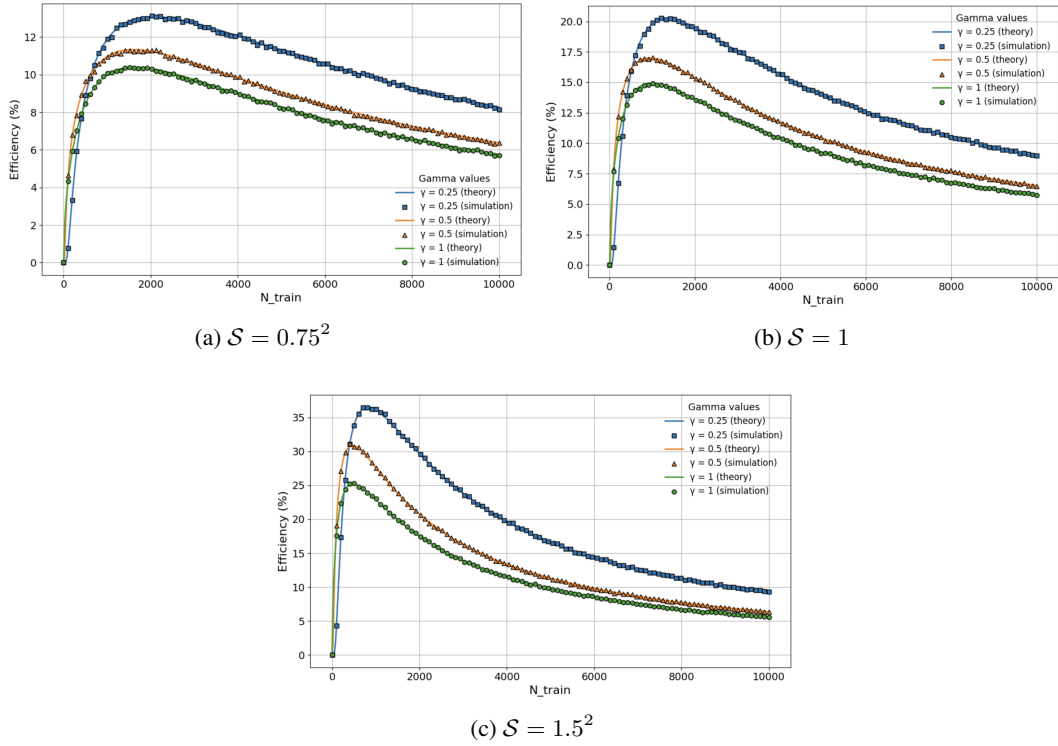 12
10
8
6
4
2
0
Efficiency (%)
0
2000
4000
6000
8000
10000
N_train
Gamma values
γ = 0.25 (theory)
γ = 0.25 (simulation)
γ = 0.5 (theory)
γ = 0.5 (simulation)
γ = 1 (theory)
γ = 1 (simulation)
(a) 𝒮 = 0.75²
20.0
17.5
15.0
12.5
10.0
7.5
5.0
2.5
0.0
Efficiency (%)
0
2000
4000
6000
8000
10000
N_train
Gamma values
γ = 0.25 (theory)
γ = 0.25 (simulation)
γ = 0.5 (theory)
γ = 0.5 (simulation)
γ = 1 (theory)
γ = 1 (simulation)
(b) 𝒮 = 1
35
30
25
20
15
10
5
0
Efficiency (%)
0
2000
4000
6000
8000
10000
N_train
Gamma values
γ = 0.25 (theory)
γ = 0.25 (simulation)
γ = 0.5 (theory)
γ = 0.5 (simulation)
γ = 1 (theory)
γ = 1 (simulation)
(c) 𝒮 = 1.5²